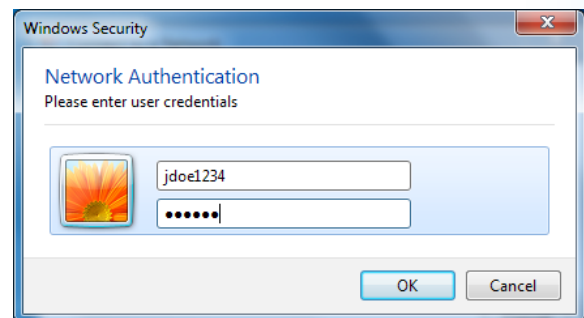 Windows Security
Network Authentication
Please enter user credentials
jdoe1234
●●●●●●
OK
Cancel